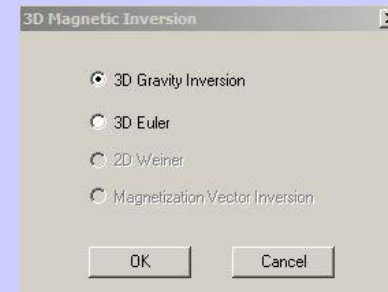 3D Magnetic Inversion
3D Gravity Inversion
3D Euler
2D Weiner
Magnetization Vector Inversion
OK
Cancel